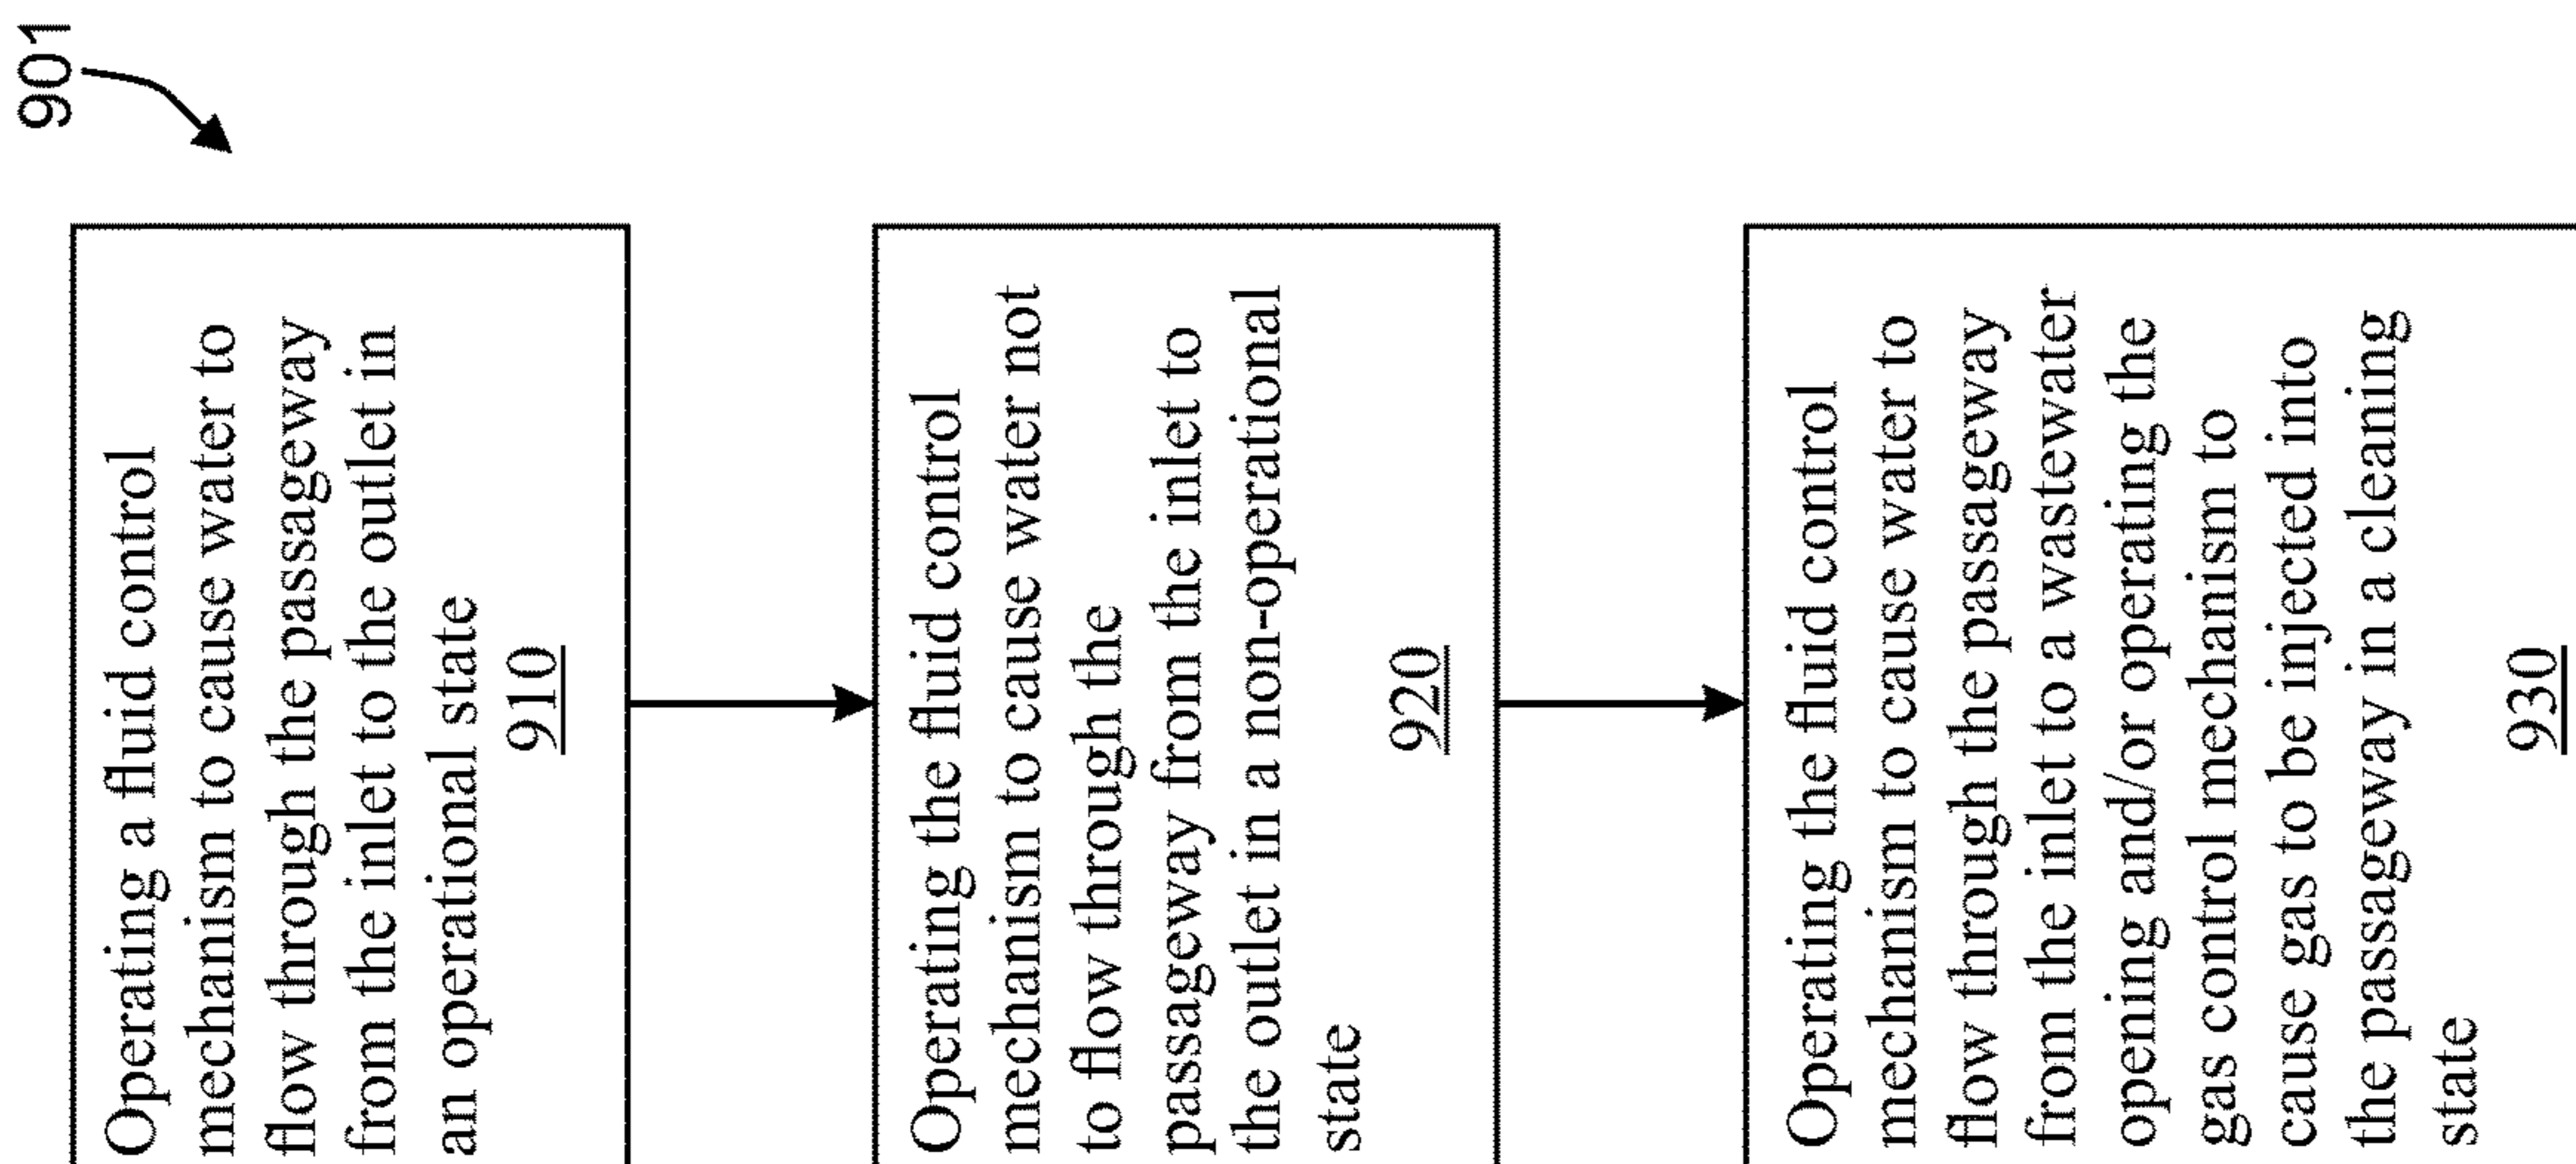 901
Operating a fluid control
mechanism to cause water to
flow through the passageway
from the inlet to the outlet in
an operational state
910
Operating the fluid control
mechanism to cause water not
to flow through the
passageway from the inlet to
the outlet in a non-operational
state
920
Operating the fluid control
mechanism to cause water to
flow through the passageway
from the inlet to a wastewater
opening and/or operating the
gas control mechanism to
cause gas to be injected into
the passageway in a cleaning
state
930